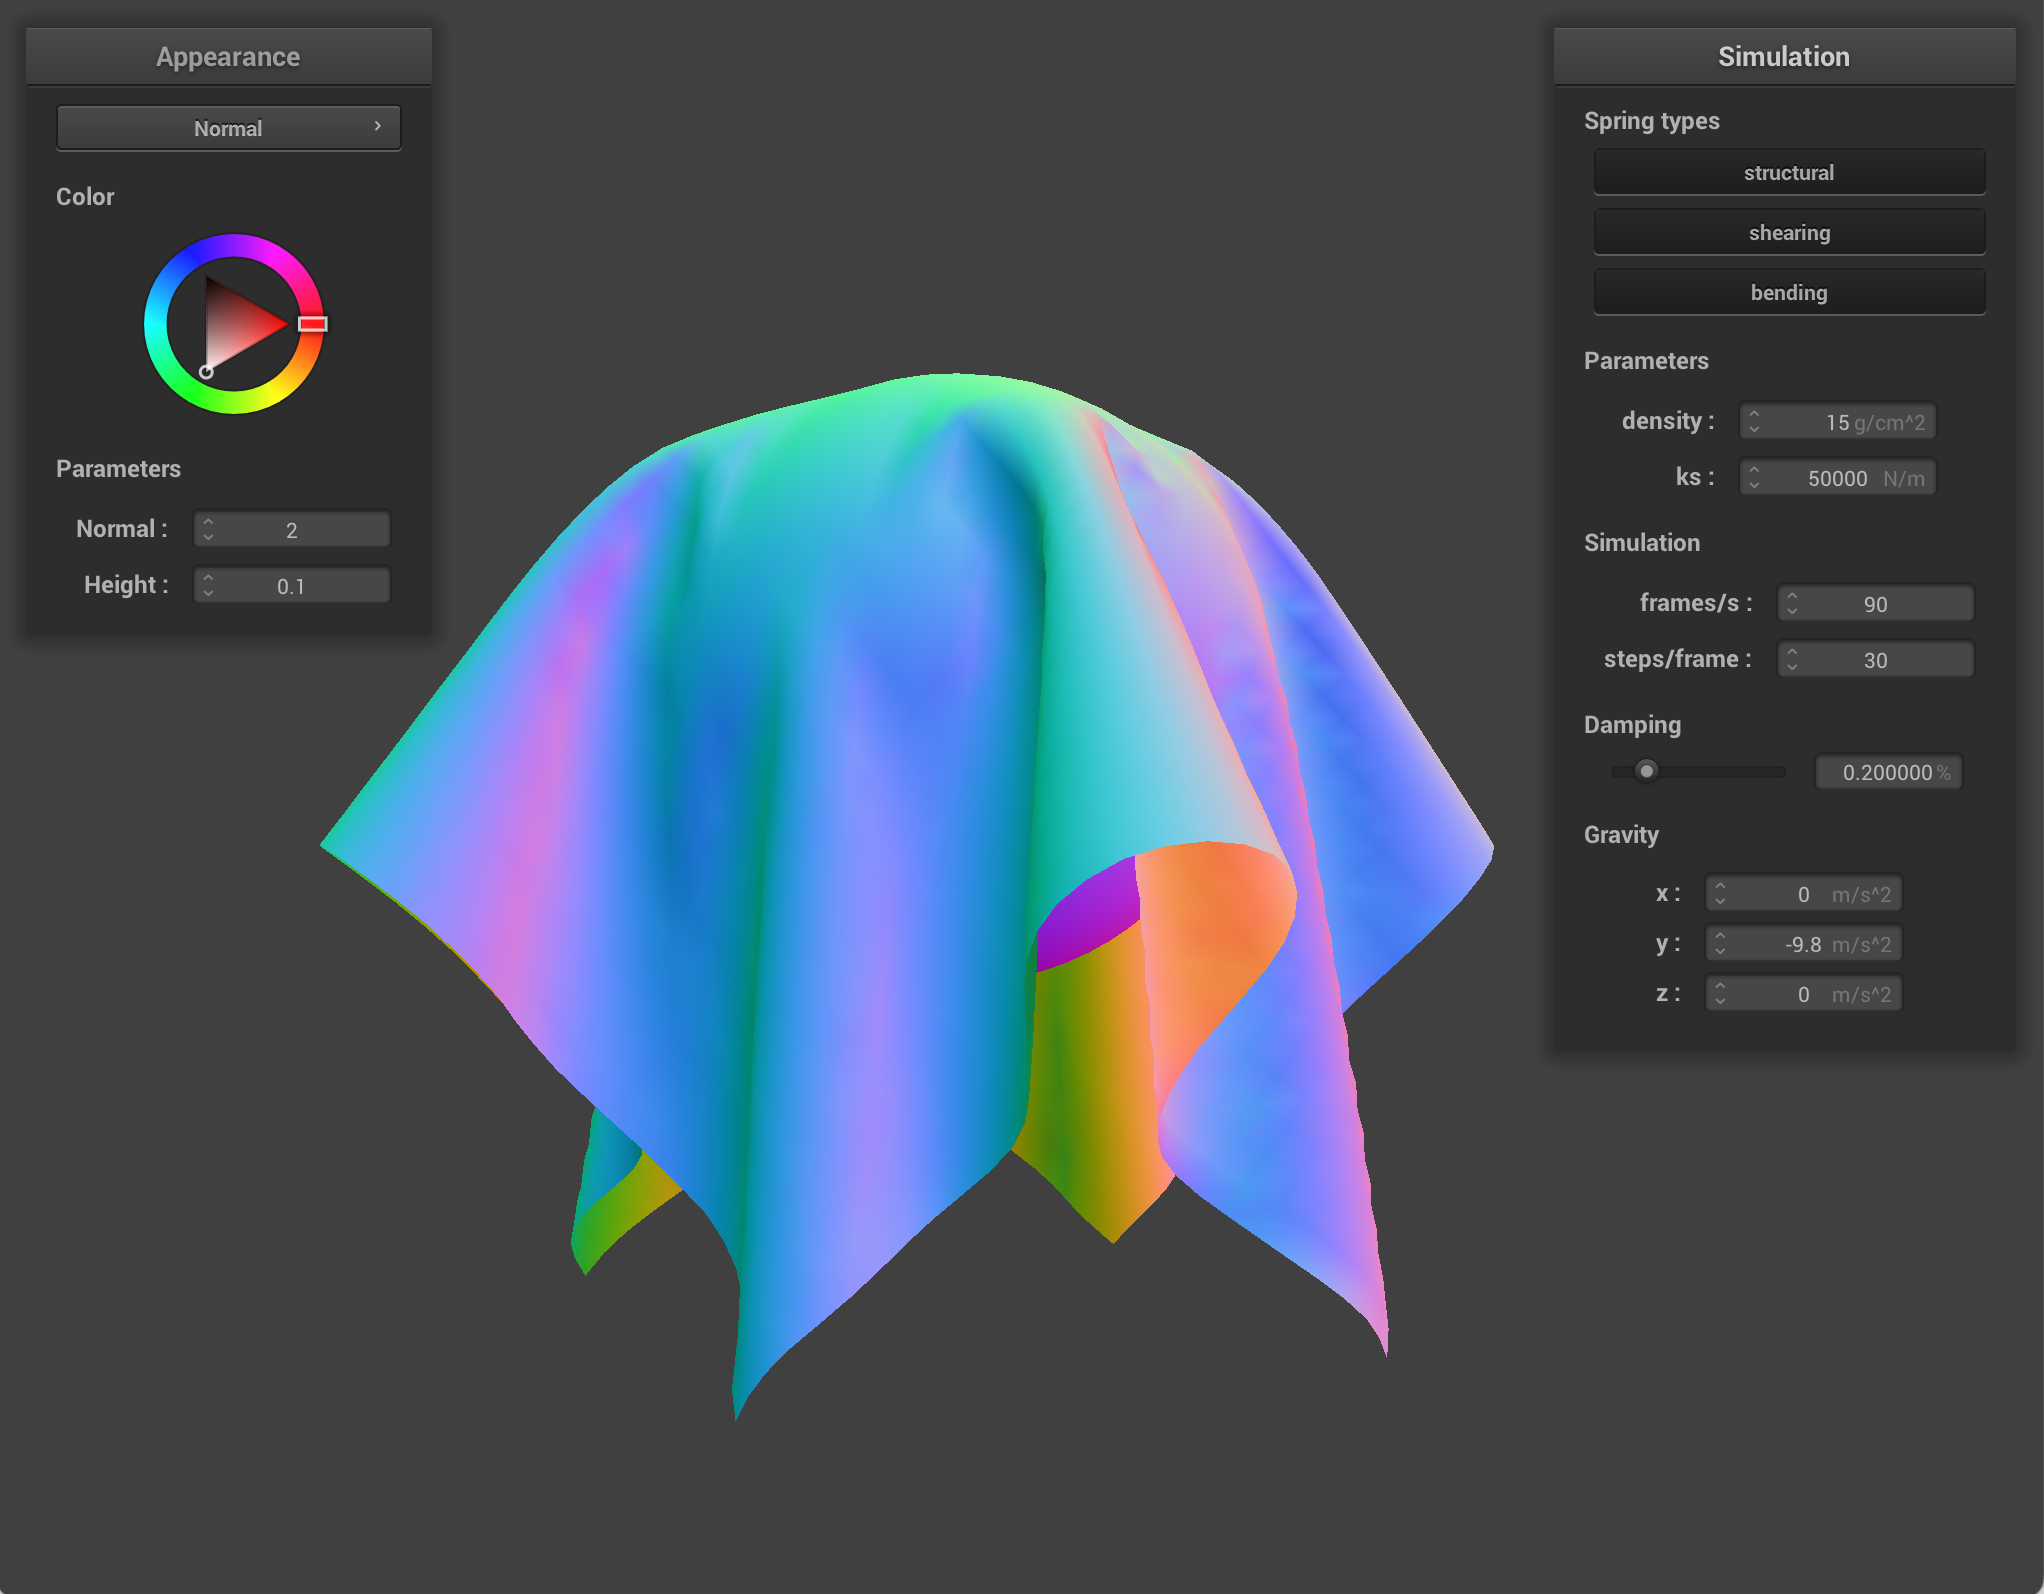 Appearance
Normal
Color
Parameters
Normal : 2
Height : 0.1
Simulation
Spring types
structural
shearing
bending
Parameters
density : 15 g/cm^2
ks : 50000 N/m
Simulation
frames/s : 90
steps/frame : 30
Damping
0.200000 %
Gravity
x : 0 m/s^2
y : -9.8 m/s^2
z : 0 m/s^2